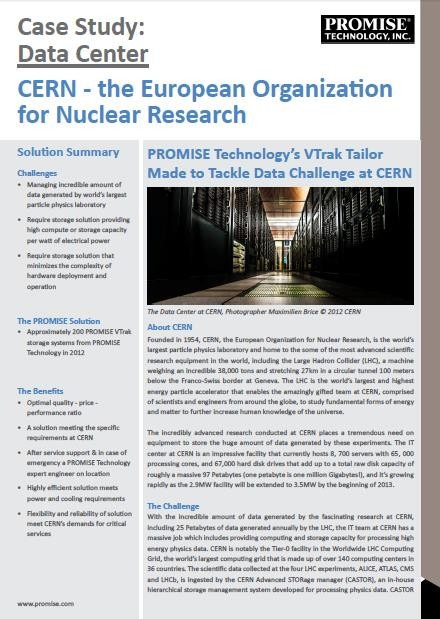 Case Study:
Data Center
PROMISE®
TECHNOLOGY, INC.
CERN - the European Organization
for Nuclear Research
Solution Summary
Challenges
• Managing incredible amount of
data generated by world's largest
particle physics laboratory
• Require storage solution providing
high compute or storage capacity
per watt of electrical power
• Require storage solution that
minimizes the complexity of
hardware deployment and
operation
The PROMISE Solution
• Approximately 200 PROMISE VTrak
storage systems from PROMISE
Technology in 2012
The Benefits
• Optimal quality - price -
performance ratio
• A solution meeting the specific
requirements at CERN
• After service support & in case of
emergency a PROMISE Technology
expert engineer on location
• Highly efficient solution meets
power and cooling requirements
• Flexibility and reliability of solution
meet CERN's demands for critical
services
www.promise.com
PROMISE Technology's VTrak Tailor
Made to Tackle Data Challenge at CERN
The Data Center at CERN, Photographer Maximilien Brice © 2012 CERN
About CERN
Founded in 1954, CERN, the European Organization for Nuclear Research, is the world's
largest particle physics laboratory and home to the some of the most advanced scientific
research equipment in the world, including the Large Hadron Collider (LHC), a machine
weighing an incredible 38,000 tons and stretching 27km in a circular tunnel 100 meters
below the Franco-Swiss border at Geneva. The LHC is the world's largest and highest
energy particle accelerator that enables the amazingly gifted team at CERN, comprised
of scientists and engineers from around the globe, to study fundamental forms of energy
and matter to further increase human knowledge of the universe.
The incredibly advanced research conducted at CERN places a tremendous need on
equipment to store the huge amount of data generated by these experiments. The IT
center at CERN is an impressive facility that currently hosts 8, 700 servers with 65, 000
processing cores, and 67,000 hard disk drives that add up to a total raw disk capacity of
roughly a massive 97 Petabytes (one petabyte is one million Gigabytes!), and it's growing
rapidly as the 2.9MW facility will be extended to 3.5MW by the beginning of 2013.
The Challenge
With the incredible amount of data generated by the fascinating research at CERN,
including 25 Petabytes of data generated annually by the LHC, the IT team at CERN has a
massive job which includes providing computing and storage capacity for processing high
energy physics data. CERN is notably the Tier-0 facility in the Worldwide LHC Computing
Grid, the world's largest computing grid that is made up of over 140 computing centers in
36 countries. The scientific data collected at the four LHC experiments, ALICE, ATLAS, CMS
and LHCb, is ingested by the CERN Advanced STORage manager (CASTOR), an in-house
hierarchical storage management system developed for processing physics data. CASTOR